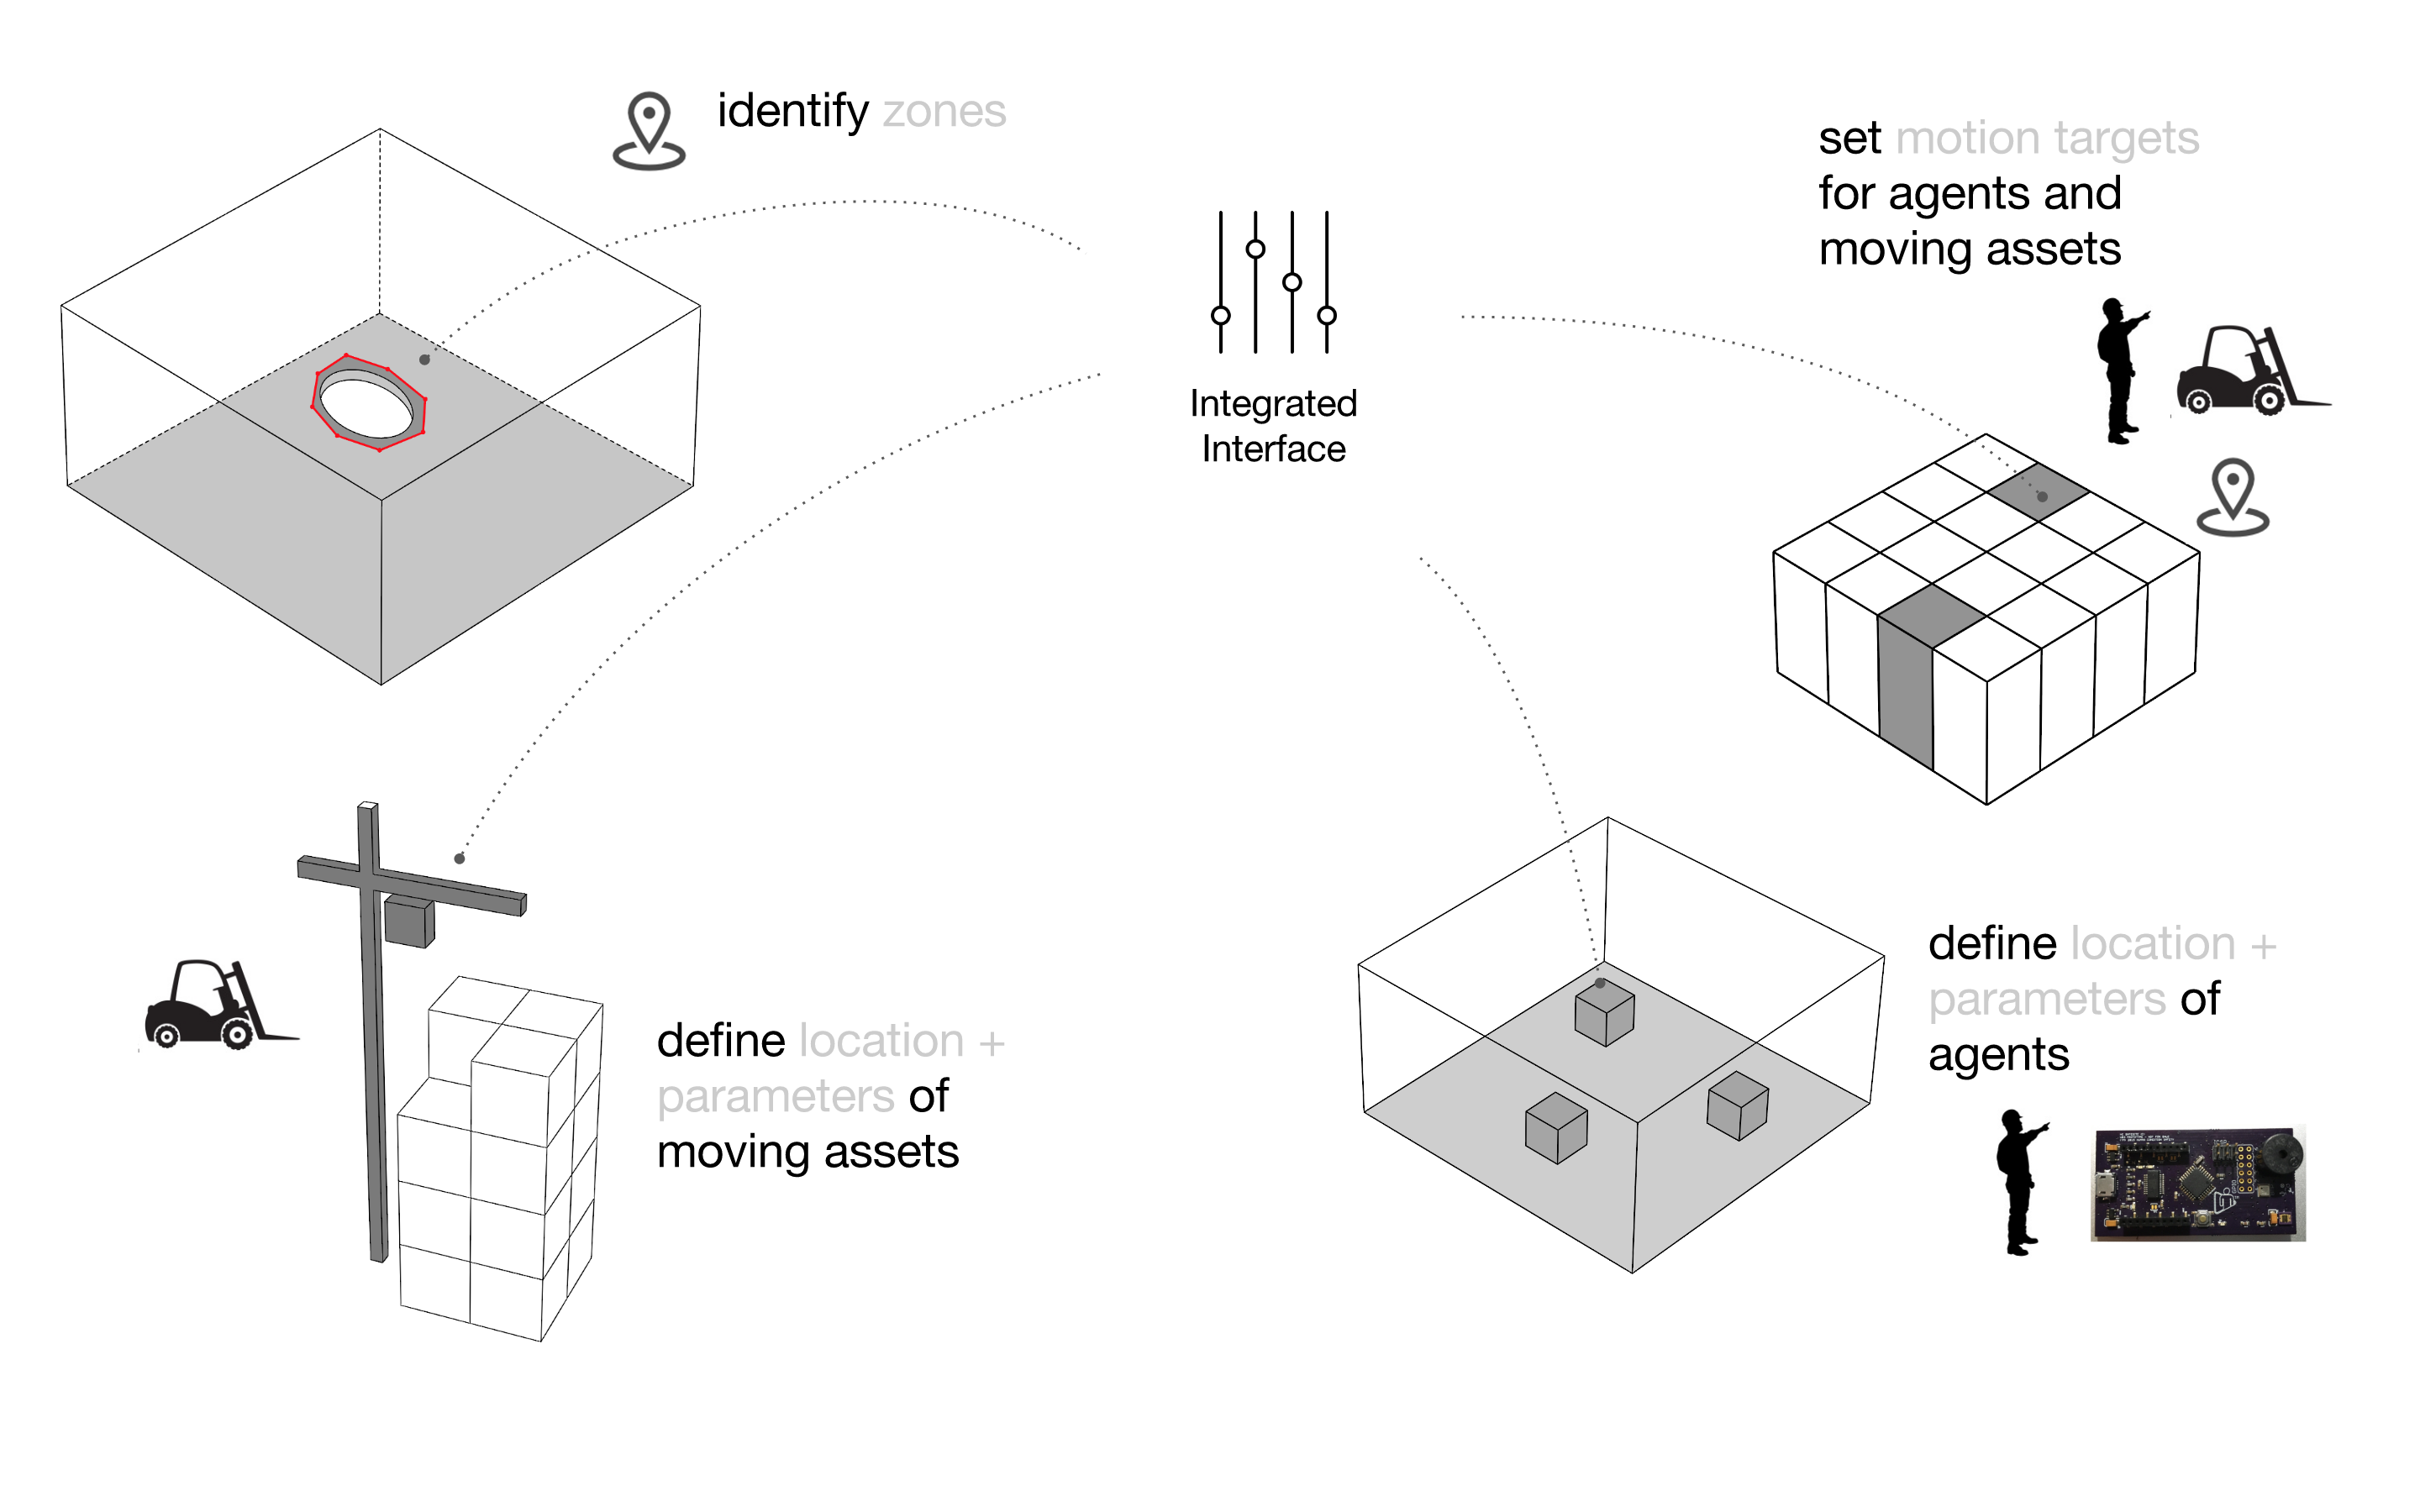 identify zones
set motion targets
for agents and
moving assets
Integrated
Interface
define location +
parameters of
moving assets
define location +
parameters of
agents